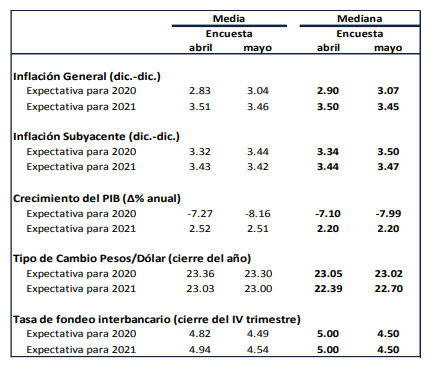 Media Mediana
Encuesta Encuesta
abril mayo abril mayo
Inflación General (dic.-dic.)
Expectativa para 2020 2.83 3.04 2.90 3.07
Expectativa para 2021 3.51 3.46 3.50 3.45
Inflación Subyacente (dic.-dic.)
Expectativa para 2020 3.32 3.44 3.34 3.50
Expectativa para 2021 3.43 3.42 3.44 3.47
Crecimiento del PIB (Δ% anual)
Expectativa para 2020 -7.27 -8.16 -7.10 -7.99
Expectativa para 2021 2.52 2.51 2.20 2.20
Tipo de Cambio Pesos/Dólar (cierre del año)
Expectativa para 2020 23.36 23.30 23.05 23.02
Expectativa para 2021 23.03 23.00 22.39 22.70
Tasa de fondeo interbancario (cierre del IV trimestre)
Expectativa para 2020 4.82 4.49 5.00 4.50
Expectativa para 2021 4.94 4.54 5.00 4.50